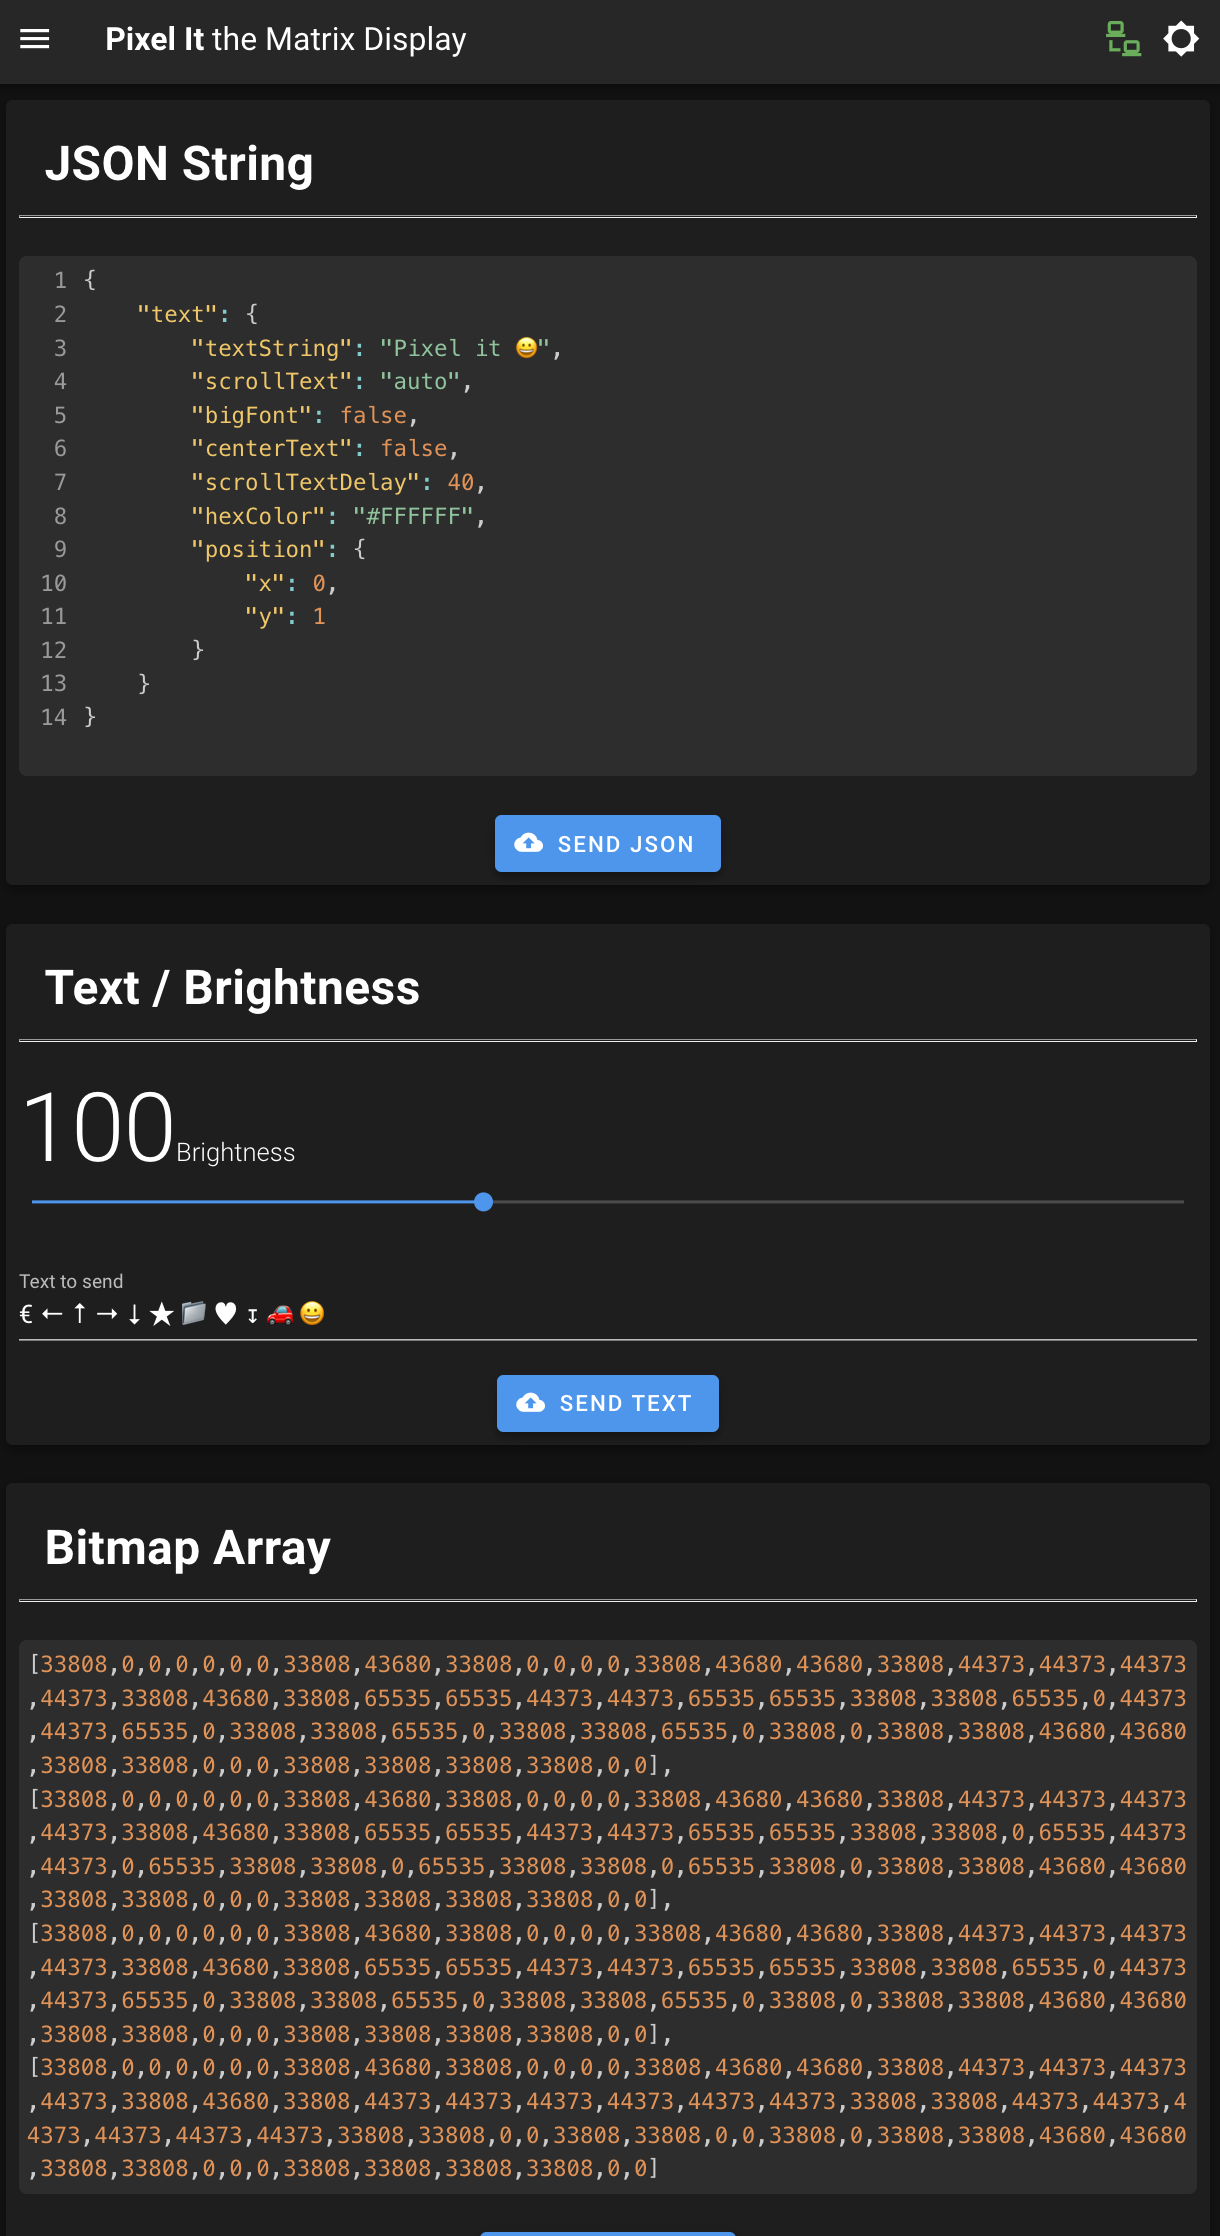 Pixel It the Matrix Display
JSON String
1 {
2     "text": {
3         "textString": "Pixel it 😀",
4         "scrollText": "auto",
5         "bigFont": false,
6         "centerText": false,
7         "scrollTextDelay": 40,
8         "hexColor": "#FFFFFF",
9         "position": {
10             "x": 0,
11             "y": 1
12         }
13     }
14 }
SEND JSON
Text / Brightness
100 Brightness
Text to send
€ ← ↑ → ↓ ★ 📁 ♥ ↧ 🚗 😀
SEND TEXT
Bitmap Array
[33808,0,0,0,0,0,0,33808,43680,33808,0,0,0,0,33808,43680,43680,33808,44373,44373,44373
,44373,33808,43680,33808,65535,65535,44373,44373,65535,65535,33808,33808,65535,0,44373
,44373,65535,0,33808,33808,65535,0,33808,33808,65535,0,33808,0,33808,33808,43680,43680
,33808,33808,0,0,0,33808,33808,33808,33808,0,0],
[33808,0,0,0,0,0,0,33808,43680,33808,0,0,0,0,33808,43680,43680,33808,44373,44373,44373
,44373,33808,43680,33808,65535,65535,44373,44373,65535,65535,33808,33808,0,65535,44373
,44373,0,65535,33808,33808,0,65535,33808,33808,0,65535,33808,0,33808,33808,43680,43680
,33808,33808,0,0,0,33808,33808,33808,33808,0,0],
[33808,0,0,0,0,0,0,33808,43680,33808,0,0,0,0,33808,43680,43680,33808,44373,44373,44373
,44373,33808,43680,33808,65535,65535,44373,44373,65535,65535,33808,33808,65535,0,44373
,44373,65535,0,33808,33808,65535,0,33808,33808,65535,0,33808,0,33808,33808,43680,43680
,33808,33808,0,0,0,33808,33808,33808,33808,0,0],
[33808,0,0,0,0,0,0,33808,43680,33808,0,0,0,0,33808,43680,43680,33808,44373,44373,44373
,44373,33808,43680,33808,44373,44373,44373,44373,44373,44373,33808,33808,44373,44373,4
4373,44373,44373,44373,33808,33808,0,0,33808,33808,0,0,33808,0,33808,33808,43680,43680
,33808,33808,0,0,0,33808,33808,33808,33808,0,0]